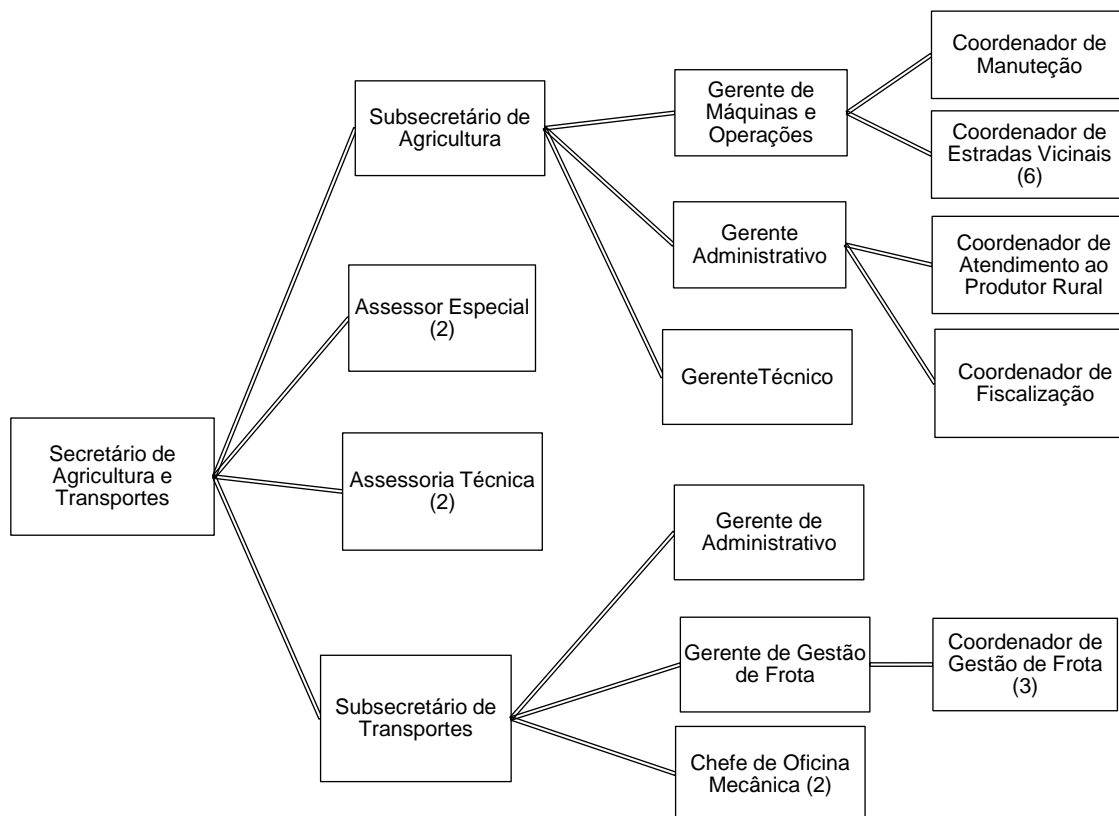 Coordenador de
Manuteção
Subsecretário de
Agricultura
Gerente de
Máquinas e
Operações
Coordenador de
Estradas Vicinais
(6)
Gerente
Administrativo
Coordenador de
Atendimento ao
Produtor Rural
Assessor Especial
(2)
GerenteTécnico
Coordenador de
Fiscalização
Secretário de
Agricultura e
Transportes
Assessoria Técnica
(2)
Gerente de
Administrativo
Subsecretário de
Transportes
Gerente de Gestão
de Frota
Coordenador de
Gestão de Frota
(3)
Chefe de Oficina
Mecânica (2)